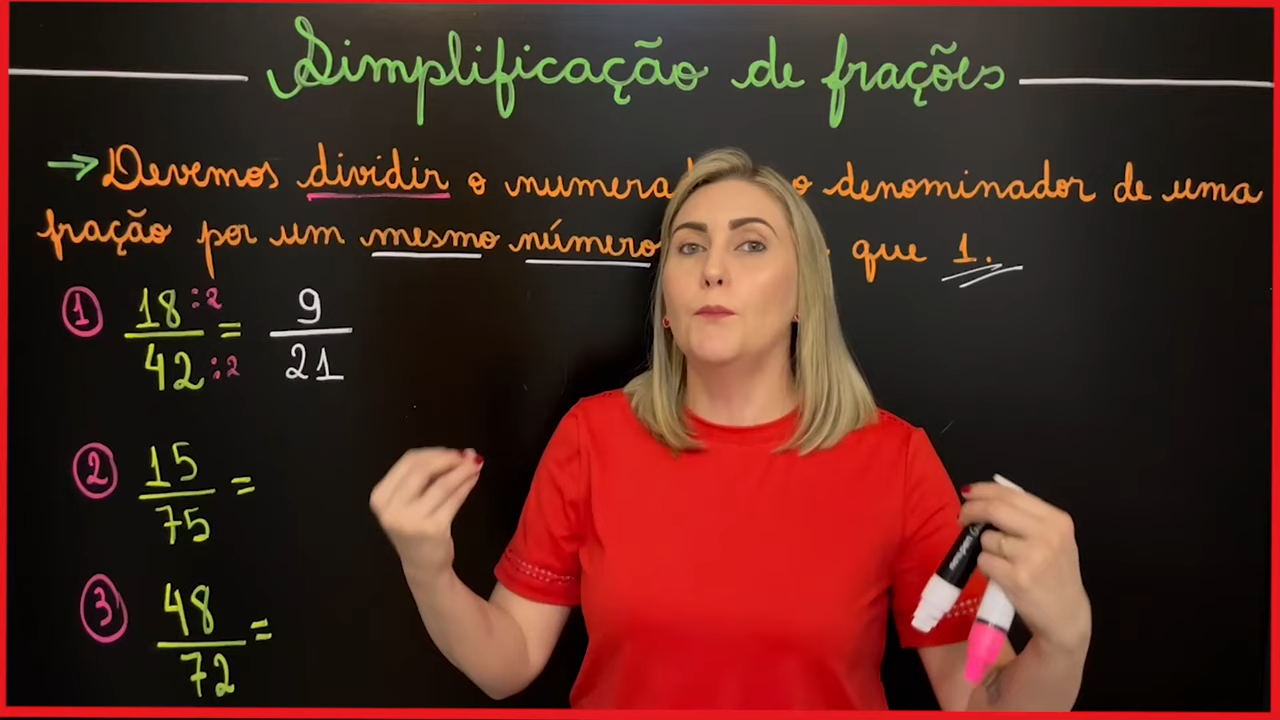 Simplificação de frações
→ Devemos dividir o numera o denominador de uma
fração por um mesmo número que 1.
1 18:2 / 42:2 = 9 / 21
2 15 / 75 =
3 48 / 72 =